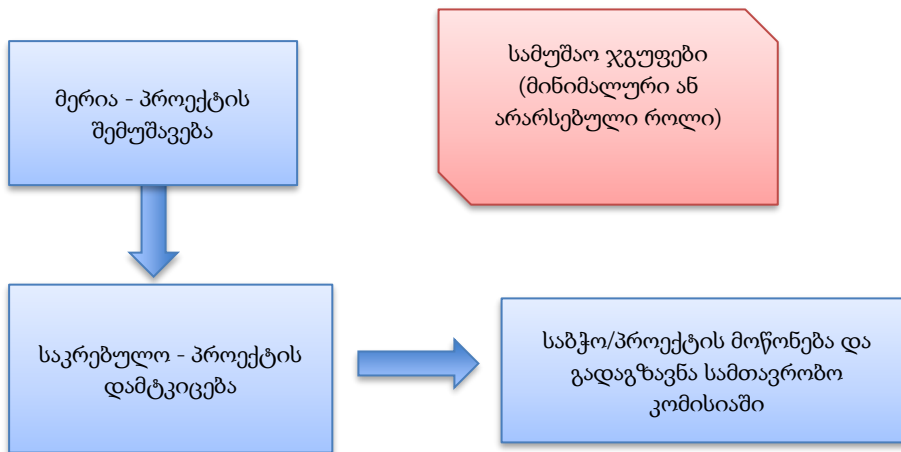 მერია - პროექტის
შემუშავება
სამუშაო ჯგუფები
(მინიმალური ან
არარსებული როლი)
საკრებულო - პროექტის
დამტკიცება
საბჭო/პროექტის მოწონება და
გადაგზავნა სამთავრობო
კომისიაში